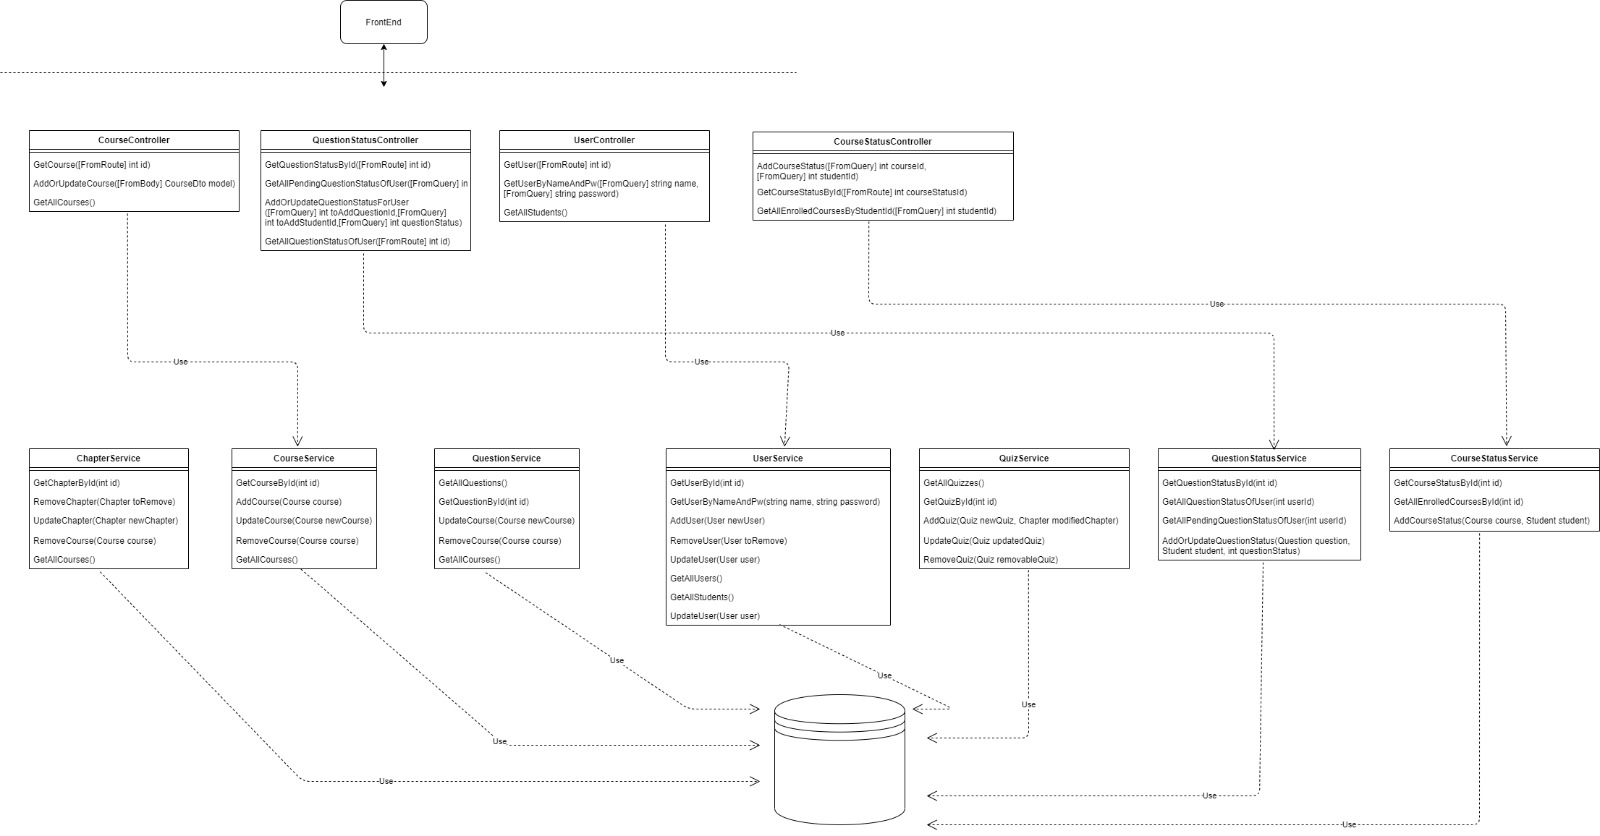 FrontEnd
CourseController
GetCourse([FromRoute] int id)
AddOrUpdateCourse([FromBody] CourseDto model)
GetAllCourses()
QuestionStatusController
GetQuestionStatusById([FromRoute] int id)
GetAllPendingQuestionStatusOfUser([FromQuery] in
AddOrUpdateQuestionStatusForUser
([FromQuery] int toAddQuestionId,[FromQuery]
int toAddStudentId,[FromQuery] int questionStatus)
GetAllQuestionStatusOfUser([FromRoute] int id)
UserController
GetUser([FromRoute] int id)
GetUserByNameAndPw([FromQuery] string name,
[FromQuery] string password)
GetAllStudents()
CourseStatusController
AddCourseStatus([FromQuery] int courseId,
[FromQuery] int studentId)
GetCourseStatusById([FromRoute] int courseStatusId)
GetAllEnrolledCoursesByStudentId([FromQuery] int studentId)
Use
Use
Use
Use
ChapterService
GetChapterById(int id)
RemoveChapter(Chapter toRemove)
UpdateChapter(Chapter newChapter)
RemoveCourse(Course course)
GetAllCourses()
CourseService
GetCourseById(int id)
AddCourse(Course course)
UpdateCourse(Course newCourse)
RemoveCourse(Course course)
GetAllCourses()
QuestionService
GetAllQuestions()
GetQuestionById(int id)
UpdateCourse(Course newCourse)
RemoveCourse(Course course)
GetAllCourses()
UserService
GetUserById(int id)
GetUserByNameAndPw(string name, string password)
AddUser(User newUser)
RemoveUser(User toRemove)
UpdateUser(User user)
GetAllUsers()
GetAllStudents()
UpdateUser(User user)
QuizService
GetAllQuizzes()
GetQuizById(int id)
AddQuiz(Quiz newQuiz, Chapter modifiedChapter)
UpdateQuiz(Quiz updatedQuiz)
RemoveQuiz(Quiz removableQuiz)
QuestionStatusService
GetQuestionStatusById(int id)
GetAllQuestionStatusOfUser(int userId)
GetAllPendingQuestionStatusOfUser(int userId)
AddOrUpdateQuestionStatus(Question question,
Student student, int questionStatus)
CourseStatusService
GetCourseStatusById(int id)
GetAllEnrolledCoursesById(int id)
AddCourseStatus(Course course, Student student)
Use
Use
Use
Use
Use
Use
Use